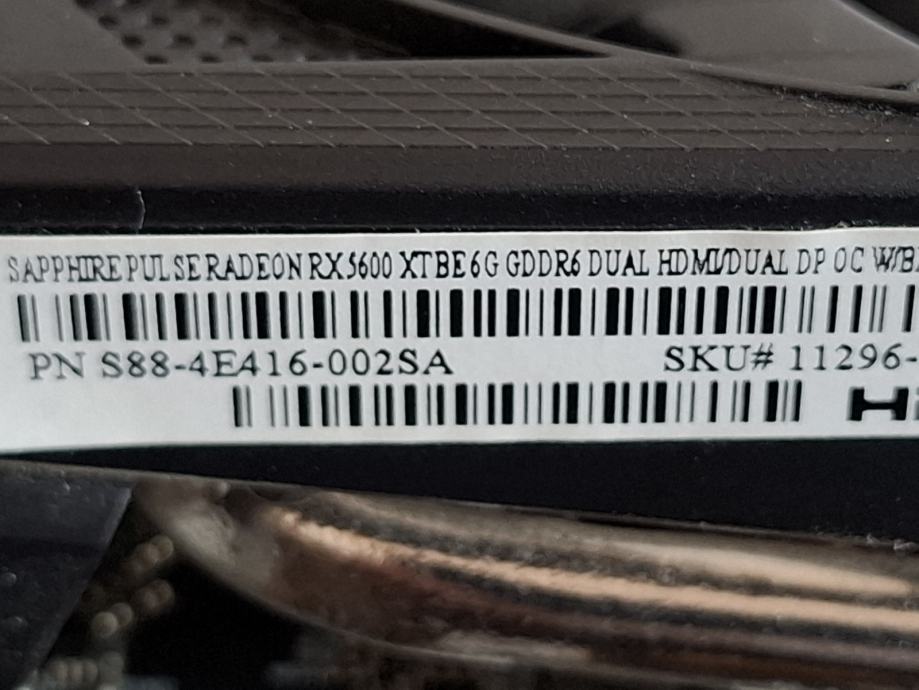 SAPPHIRE PULSE RADEON RX 5600 XT BE 6G GDDR6 DUAL HDMI/DUAL DP OC W/B
PN S88-4E416-002SA SKU# 11296-